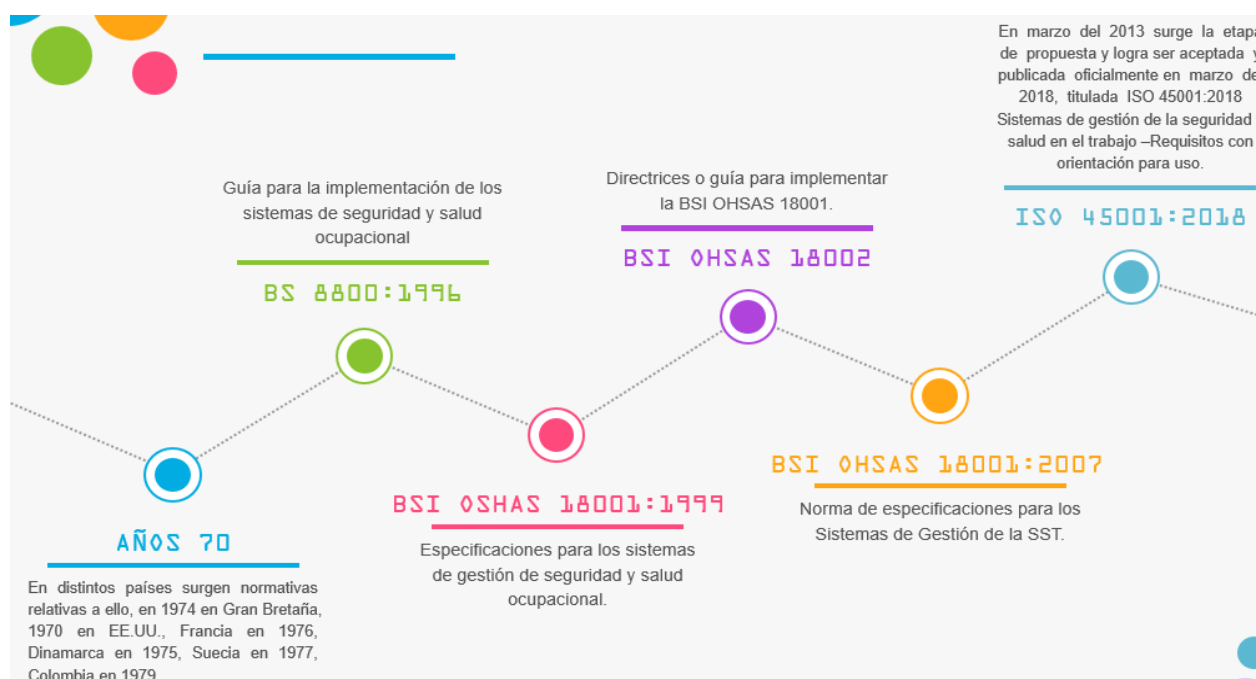 AÑOS 70
En distintos países surgen normativas
relativas a ello, en 1974 en Gran Bretaña,
1970 en EE.UU., Francia en 1976,
Dinamarca en 1975, Suecia en 1977,
Colombia en 1979
Guía para la implementación de los
sistemas de seguridad y salud
ocupacional
BS 8800:1996
BSI OSHAS 18001:1999
Especificaciones para los sistemas
de gestión de seguridad y salud
ocupacional.
Directrices o guía para implementar
la BSI OHSAS 18001.
BSI OHSAS 18002
BSI OHSAS 18001:2007
Norma de especificaciones para los
Sistemas de Gestión de la SST.
En marzo del 2013 surge la etapa
de propuesta y logra ser aceptada y
publicada oficialmente en marzo de
2018, titulada ISO 45001:2018
Sistemas de gestión de la seguridad
salud en el trabajo –Requisitos con
orientación para uso.
ISO 45001:2018